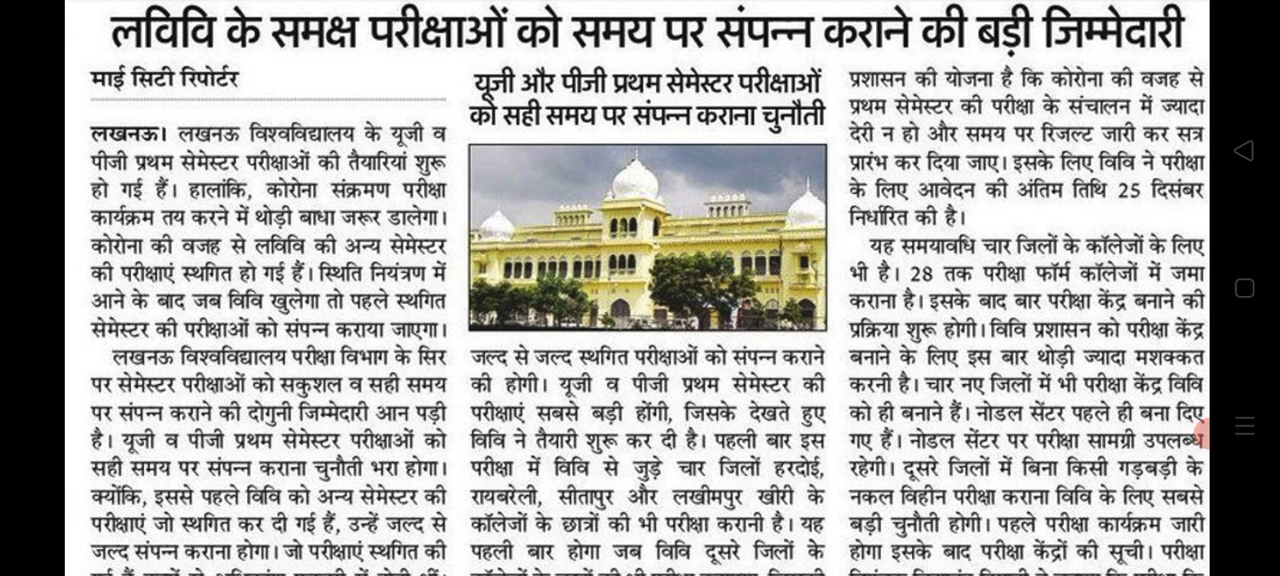 लविवि के समक्ष परीक्षाओं को समय पर संपन्न कराने की बड़ी जिम्मेदारी
माई सिटी रिपोर्टर
लखनऊ। लखनऊ विश्वविद्यालय के यूजी व
पीजी प्रथम सेमेस्टर परीक्षाओं की तैयारियां शुरू
हो गई हैं। हालांकि, कोरोना संक्रमण परीक्षा
कार्यक्रम तय करने में थोड़ी बाधा जरूर डालेगा।
कोरोना की वजह से लविवि की अन्य सेमेस्टर
की परीक्षाएं स्थगित हो गई हैं। स्थिति नियंत्रण में
आने के बाद जब विवि खुलेगा तो पहले स्थगित
सेमेस्टर की परीक्षाओं को संपन्न कराया जाएगा।
लखनऊ विश्वविद्यालय परीक्षा विभाग के सिर
पर सेमेस्टर परीक्षाओं को सकुशल व सही समय
पर संपन्न कराने की दोगुनी जिम्मेदारी आन पड़ी
है। यूजी व पीजी प्रथम सेमेस्टर परीक्षाओं को
सही समय पर संपन्न कराना चुनौती भरा होगा।
क्योंकि, इससे पहले विवि को अन्य सेमेस्टर की
परीक्षाएं जो स्थगित कर दी गई हैं, उन्हें जल्द से
जल्द संपन्न कराना होगा। जो परीक्षाएं स्थगित की
यूजी और पीजी प्रथम सेमेस्टर परीक्षाओं
को सही समय पर संपन्न कराना चुनौती
जल्द से जल्द स्थगित परीक्षाओं को संपन्न कराने
की होगी। यूजी व पीजी प्रथम सेमेस्टर की
परीक्षाएं सबसे बड़ी होंगी, जिसके देखते हुए
विवि ने तैयारी शुरू कर दी है। पहली बार इस
परीक्षा में विवि से जुड़े चार जिलों हरदोई,
रायबरेली, सीतापुर और लखीमपुर खीरी के
कॉलेजों के छात्रों की भी परीक्षा करानी है। यह
पहली बार होगा जब विवि दूसरे जिलों के
प्रशासन की योजना है कि कोरोना की वजह से
प्रथम सेमेस्टर की परीक्षा के संचालन में ज्यादा
देरी न हो और समय पर रिजल्ट जारी कर सत्र
प्रारंभ कर दिया जाए। इसके लिए विवि ने परीक्षा
के लिए आवेदन की अंतिम तिथि 25 दिसंबर
निर्धारित की है।
यह समयावधि चार जिलों के कॉलेजों के लिए
भी है। 28 तक परीक्षा फॉर्म कॉलेजों में जमा
कराना है। इसके बाद बार परीक्षा केंद्र बनाने की
प्रक्रिया शुरू होगी। विवि प्रशासन को परीक्षा केंद्र
बनाने के लिए इस बार थोड़ी ज्यादा मशक्कत
करनी है। चार नए जिलों में भी परीक्षा केंद्र विवि
को ही बनाने हैं। नोडल सेंटर पहले ही बना दिए
गए हैं। नोडल सेंटर पर परीक्षा सामग्री उपलब्ध
रहेगी। दूसरे जिलों में बिना किसी गड़बड़ी के
नकल विहीन परीक्षा कराना विवि के लिए सबसे
बड़ी चुनौती होगी। पहले परीक्षा कार्यक्रम जारी
होगा इसके बाद परीक्षा केंद्रों की सूची। परीक्षा